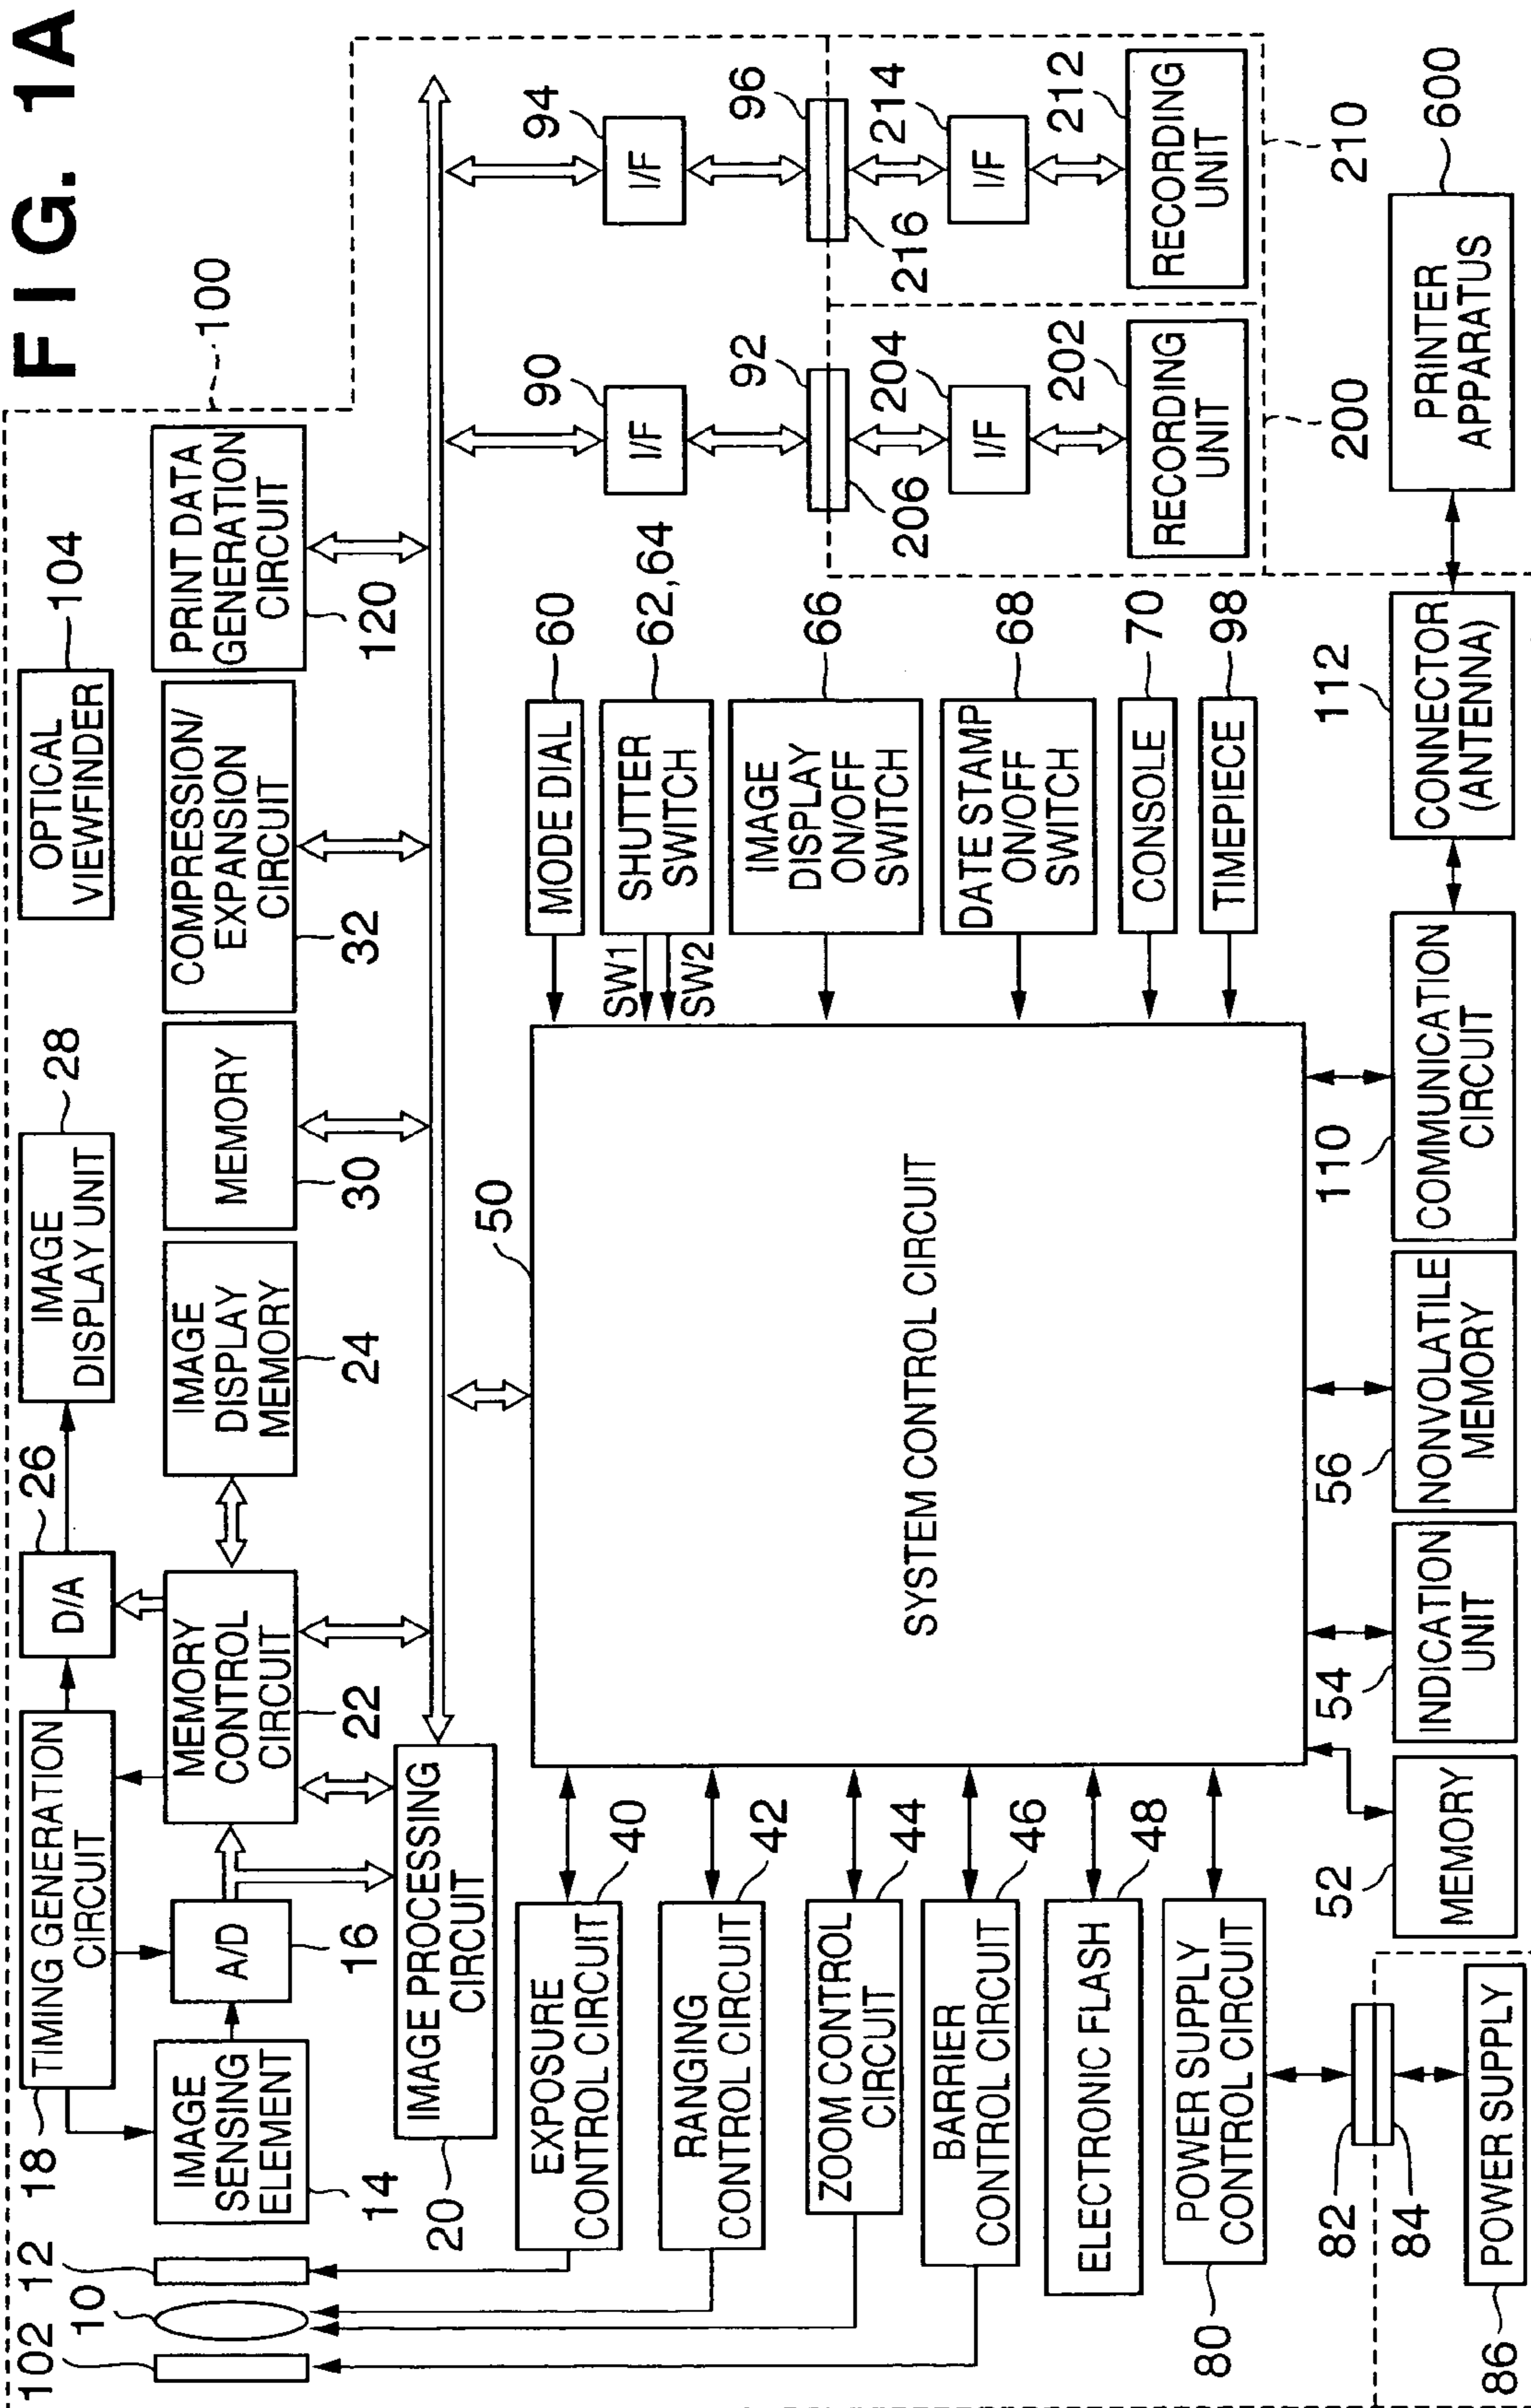 FIG. 1A
100
102
10
12
18
TIMING GENERATION
CIRCUIT
26
D/A
IMAGE
DISPLAY UNIT
28
OPTICAL
VIEWFINDER
104
IMAGE
SENSING
ELEMENT
14
A/D
16
MEMORY
CONTROL
CIRCUIT
22
IMAGE
DISPLAY
MEMORY
24
MEMORY
30
COMPRESSION/
EXPANSION
CIRCUIT
32
PRINT DATA
GENERATION
CIRCUIT
120
IMAGE PROCESSING
CIRCUIT
20
50
SYSTEM CONTROL CIRCUIT
EXPOSURE
CONTROL CIRCUIT
40
RANGING
CONTROL CIRCUIT
42
ZOOM CONTROL
CIRCUIT
44
BARRIER
CONTROL CIRCUIT
46
ELECTRONIC FLASH
48
POWER SUPPLY
CONTROL CIRCUIT
80
MODE DIAL
60
SW1
SW2
SHUTTER
SWITCH
62,64
IMAGE
DISPLAY
ON/OFF
SWITCH
66
DATE STAMP
ON/OFF
SWITCH
68
CONSOLE
70
TIMEPIECE
98
90
I/F
92
206
204
I/F
202
RECORDING
UNIT
200
94
I/F
96
216
214
I/F
212
RECORDING
UNIT
210
82
84
86
POWER SUPPLY
52
MEMORY
54
INDICATION
UNIT
56
NONVOLATILE
MEMORY
110
COMMUNICATION
CIRCUIT
112
CONNECTOR
(ANTENNA)
PRINTER
APPARATUS
600